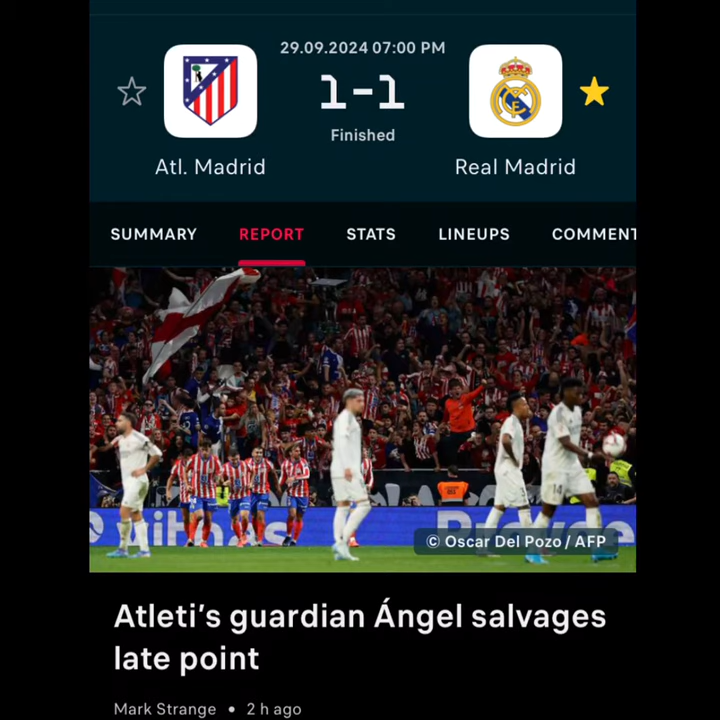 29.09.2024 07:00 PM
1-1
Finished
Atl. Madrid
Real Madrid
SUMMARY REPORT STATS LINEUPS COMMENT
14
© Oscar Del Pozo / AFP
Atleti’s guardian Ángel salvages
late point
Mark Strange • 2 h ago